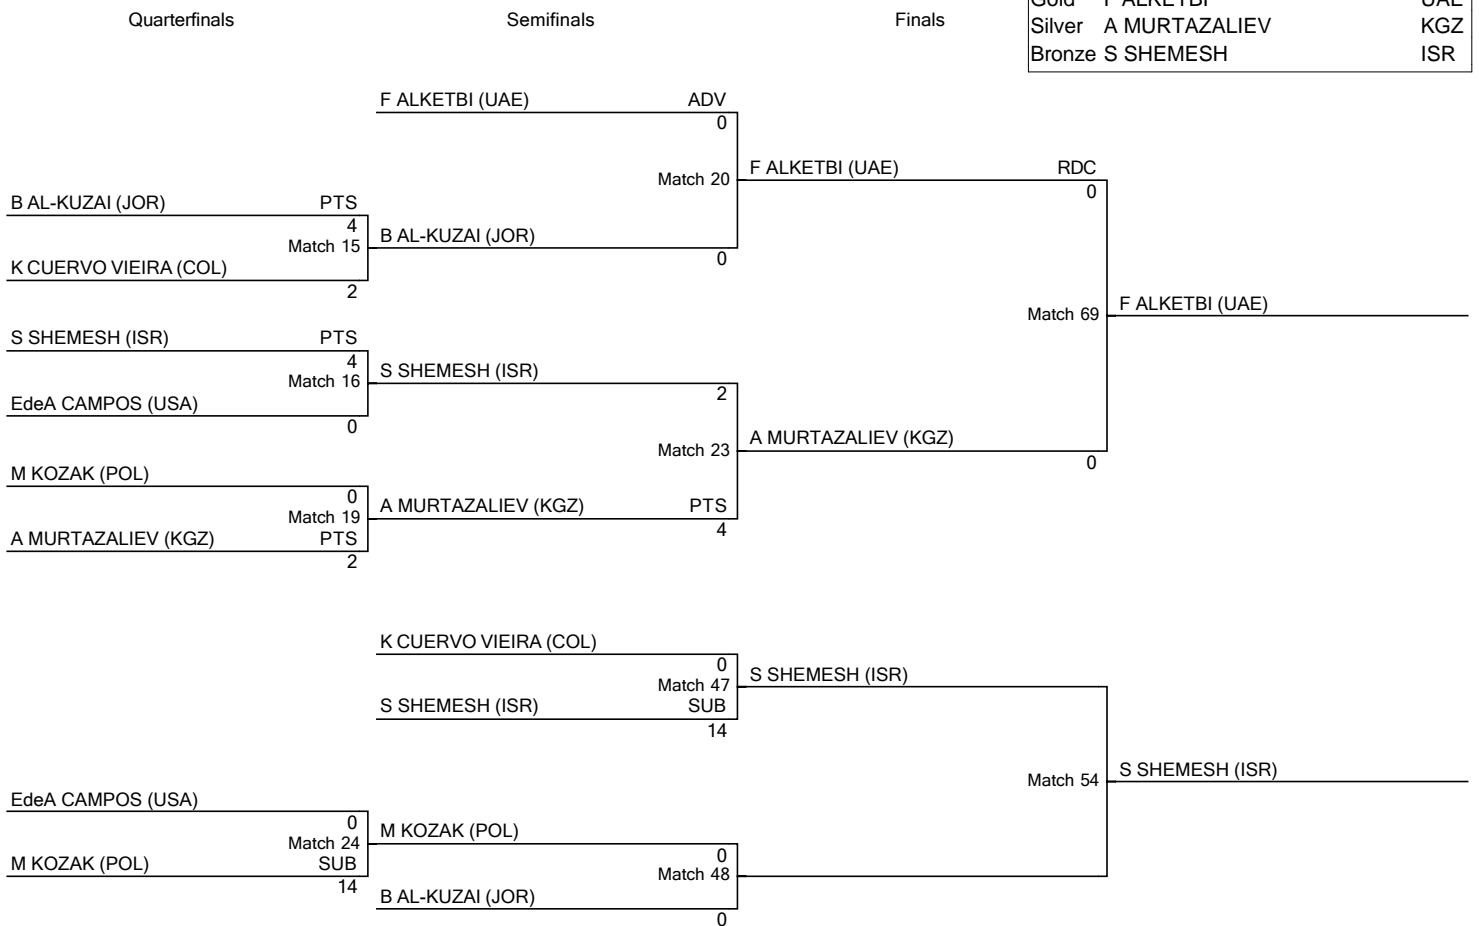 Quarterfinals Semifinals Finals
Gold F ALKETBI UAE
Silver A MURTAZALIEV KGZ
Bronze S SHEMESH ISR
F ALKETBI (UAE) ADV
0
Match 20
F ALKETBI (UAE) RDC
0
B AL-KUZAI (JOR) PTS
4
Match 15
B AL-KUZAI (JOR)
0
K CUERVO VIEIRA (COL)
2
Match 69
F ALKETBI (UAE)
S SHEMESH (ISR) PTS
4
Match 16
S SHEMESH (ISR)
2
EdeA CAMPOS (USA)
0
Match 23
A MURTAZALIEV (KGZ)
0
M KOZAK (POL)
0
Match 19
A MURTAZALIEV (KGZ) PTS
4
A MURTAZALIEV (KGZ) PTS
2
K CUERVO VIEIRA (COL)
0
Match 47
S SHEMESH (ISR)
S SHEMESH (ISR) SUB
14
Match 54
S SHEMESH (ISR)
EdeA CAMPOS (USA)
0
Match 24
M KOZAK (POL)
0
M KOZAK (POL) SUB
14
Match 48
B AL-KUZAI (JOR)
0